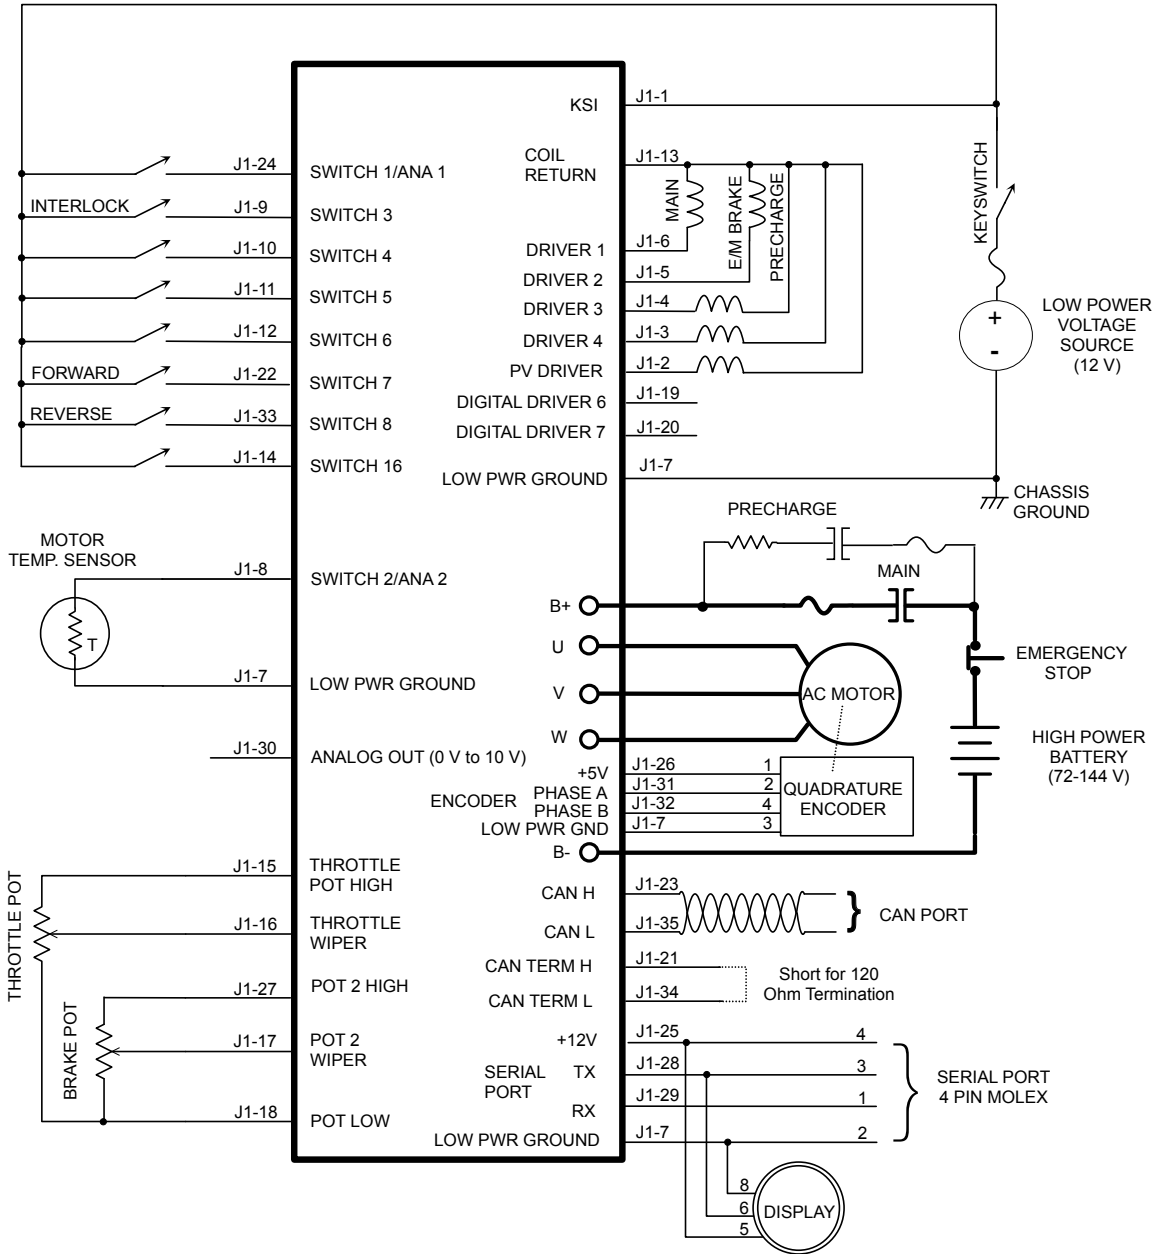 KSI
J1-1
COIL
RETURN
J1-13
MAIN
E/M BRAKE
PRECHARGE
KEYSWITCH
J1-24
SWITCH 1/ANA 1
INTERLOCK
J1-9
SWITCH 3
J1-10
SWITCH 4
J1-11
SWITCH 5
J1-12
SWITCH 6
FORWARD
J1-22
SWITCH 7
REVERSE
J1-33
SWITCH 8
J1-14
SWITCH 16
DRIVER 1
J1-6
DRIVER 2
J1-5
DRIVER 3
J1-4
DRIVER 4
J1-3
PV DRIVER
J1-2
DIGITAL DRIVER 6
J1-19
DIGITAL DRIVER 7
J1-20
LOW PWR GROUND
J1-7
+
-
LOW POWER
VOLTAGE
SOURCE
(12 V)
CHASSIS
GROUND
MOTOR
TEMP. SENSOR
T
J1-8
SWITCH 2/ANA 2
J1-7
LOW PWR GROUND
J1-30
ANALOG OUT (0 V to 10 V)
PRECHARGE
MAIN
B+
U
V
W
AC MOTOR
EMERGENCY
STOP
HIGH POWER
BATTERY
(72-144 V)
ENCODER
+5V
J1-26
1
PHASE A
J1-31
2
PHASE B
J1-32
4
LOW PWR GND
J1-7
3
QUADRATURE
ENCODER
B-
THROTTLE POT
J1-15
THROTTLE
POT HIGH
J1-16
THROTTLE
WIPER
BRAKE POT
J1-27
POT 2 HIGH
J1-17
POT 2
WIPER
J1-18
POT LOW
CAN H
J1-23
CAN L
J1-35
CAN PORT
CAN TERM H
J1-21
CAN TERM L
J1-34
Short for 120
Ohm Termination
SERIAL
PORT
+12V
J1-25
4
TX
J1-28
3
RX
J1-29
1
LOW PWR GROUND
J1-7
2
SERIAL PORT
4 PIN MOLEX
8
6
5
DISPLAY